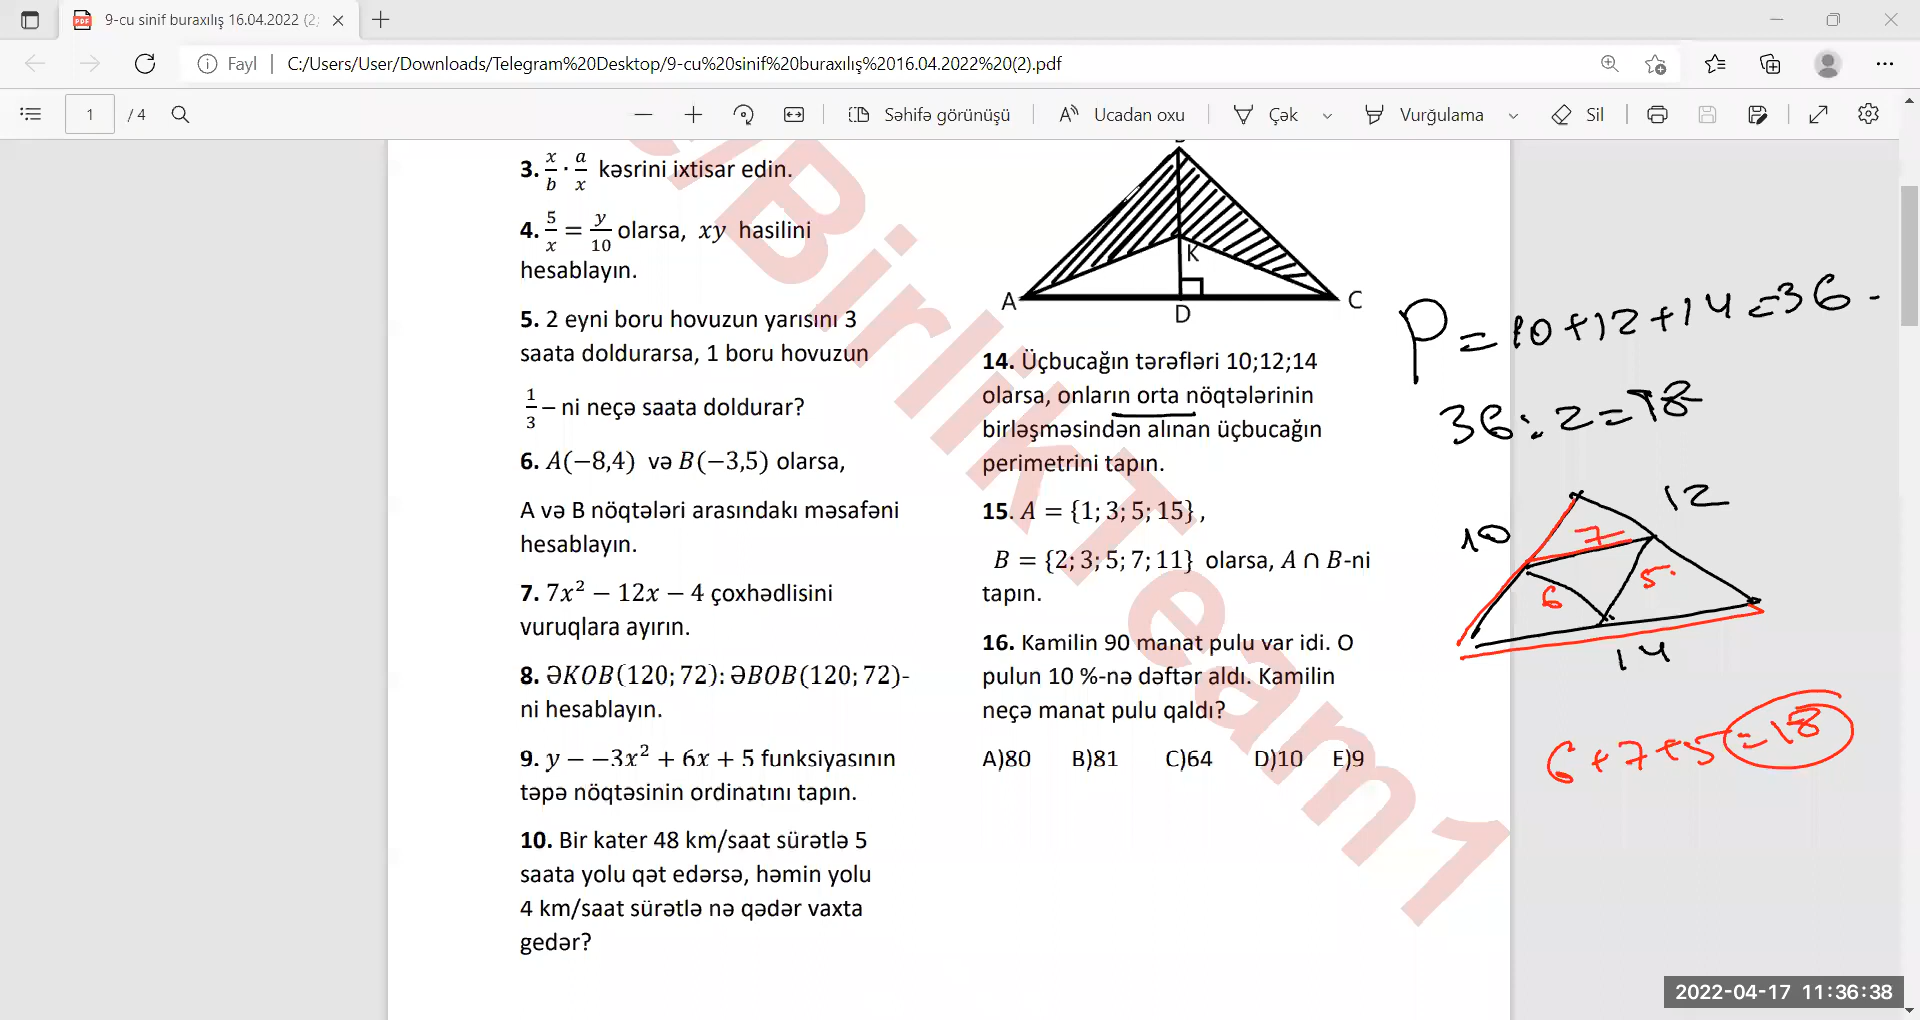 9-cu sinif buraxılış 16.04.2022 (2;
Fayl C:/Users/User/Downloads/Telegram%20Desktop/9-cu%20sinif%20buraxılış%2016.04.2022%20(2).pdf
1 / 4 Səhifə görünüşü Ucadan oxu Çək Vurğulama Sil
3. x/b · a/x kəsrini ixtisar edin.
4. 5/x = y/10 olarsa, xy hasilini
hesablayın.
5. 2 eyni boru hovuzun yarısını 3
saata doldurarsa, 1 boru hovuzun
1/3 – ni neçə saata doldurar?
6. A(−8,4) və B(−3,5) olarsa,
A və B nöqtələri arasındakı məsafəni
hesablayın.
7. 7x² − 12x − 4 çoxhədlisini
vuruqlara ayırın.
8. ƏKOB(120; 72): ƏBOB(120; 72)-
ni hesablayın.
9. y − −3x² + 6x + 5 funksiyasının
təpə nöqtəsinin ordinatını tapın.
10. Bir kater 48 km/saat sürətlə 5
saata yolu qət edərsə, həmin yolu
4 km/saat sürətlə nə qədər vaxta
gedər?
K
A
D
C
14. Üçbucağın tərəfləri 10;12;14
olarsa, onların orta nöqtələrinin
birləşməsindən alınan üçbucağın
perimetrini tapın.
15. A = {1; 3; 5; 15} ,
B = {2; 3; 5; 7; 11} olarsa, A ∩ B-ni
tapın.
16. Kamilin 90 manat pulu var idi. O
pulun 10 %-nə dəftər aldı. Kamilin
neçə manat pulu qaldı?
A)80 B)81 C)64 D)10 E)9
P = 10+12+14=36 -
36:2=18
12
10
7
5
6
14
6+7+5=18
/BirlikTeam1
2022-04-17 11:36:38